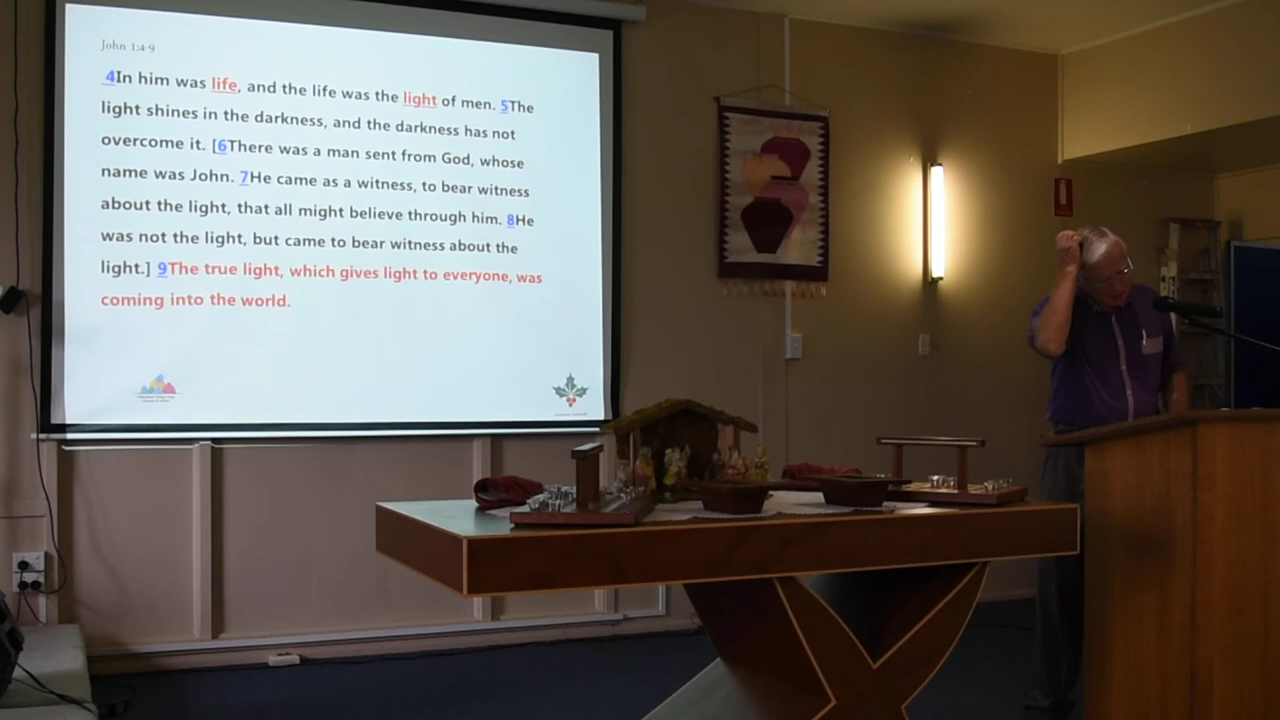 John 1:4-9
4In him was life, and the life was the light of men. 5The
light shines in the darkness, and the darkness has not
overcome it. [6There was a man sent from God, whose
name was John. 7He came as a witness, to bear witness
about the light, that all might believe through him. 8He
was not the light, but came to bear witness about the
light.] 9The true light, which gives light to everyone, was
coming into the world.